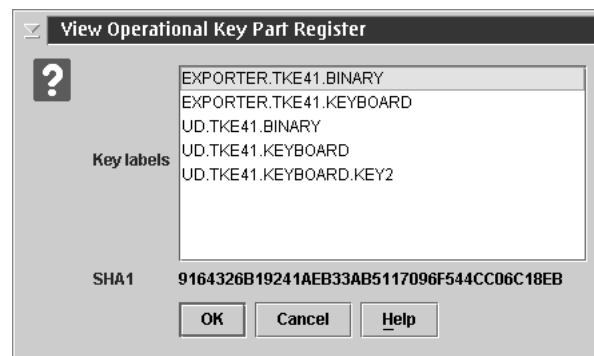 View Operational Key Part Register
EXPORTER.TKE41.BINARY
EXPORTER.TKE41.KEYBOARD
UD.TKE41.BINARY
Key labels UD.TKE41.KEYBOARD
UD.TKE41.KEYBOARD.KEY2
SHA1 9164326B19241AEB33AB5117096F544CC06C18EB
OK Cancel Help